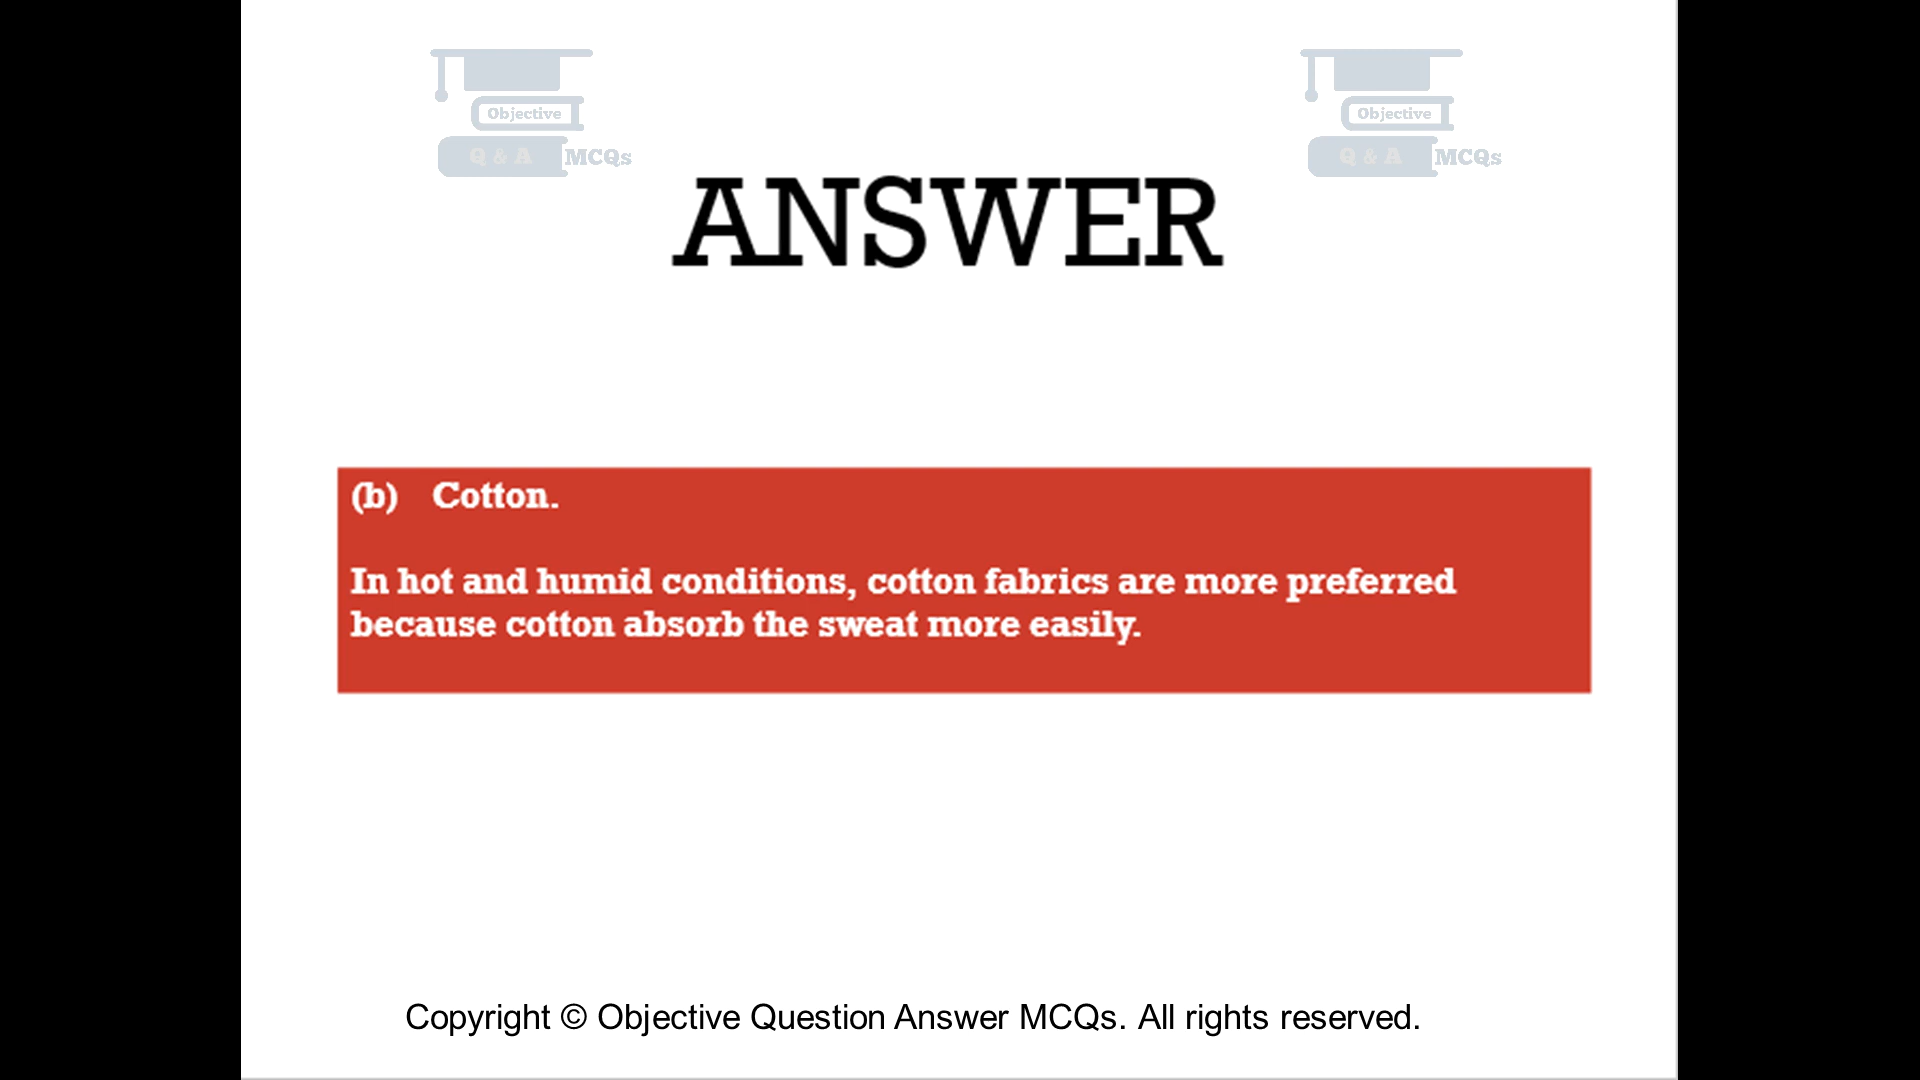 Objective
Q & A MCQs
Objective
Q & A MCQs
ANSWER
(b) Cotton.
In hot and humid conditions, cotton fabrics are more preferred
because cotton absorb the sweat more easily.
Copyright © Objective Question Answer MCQs. All rights reserved.